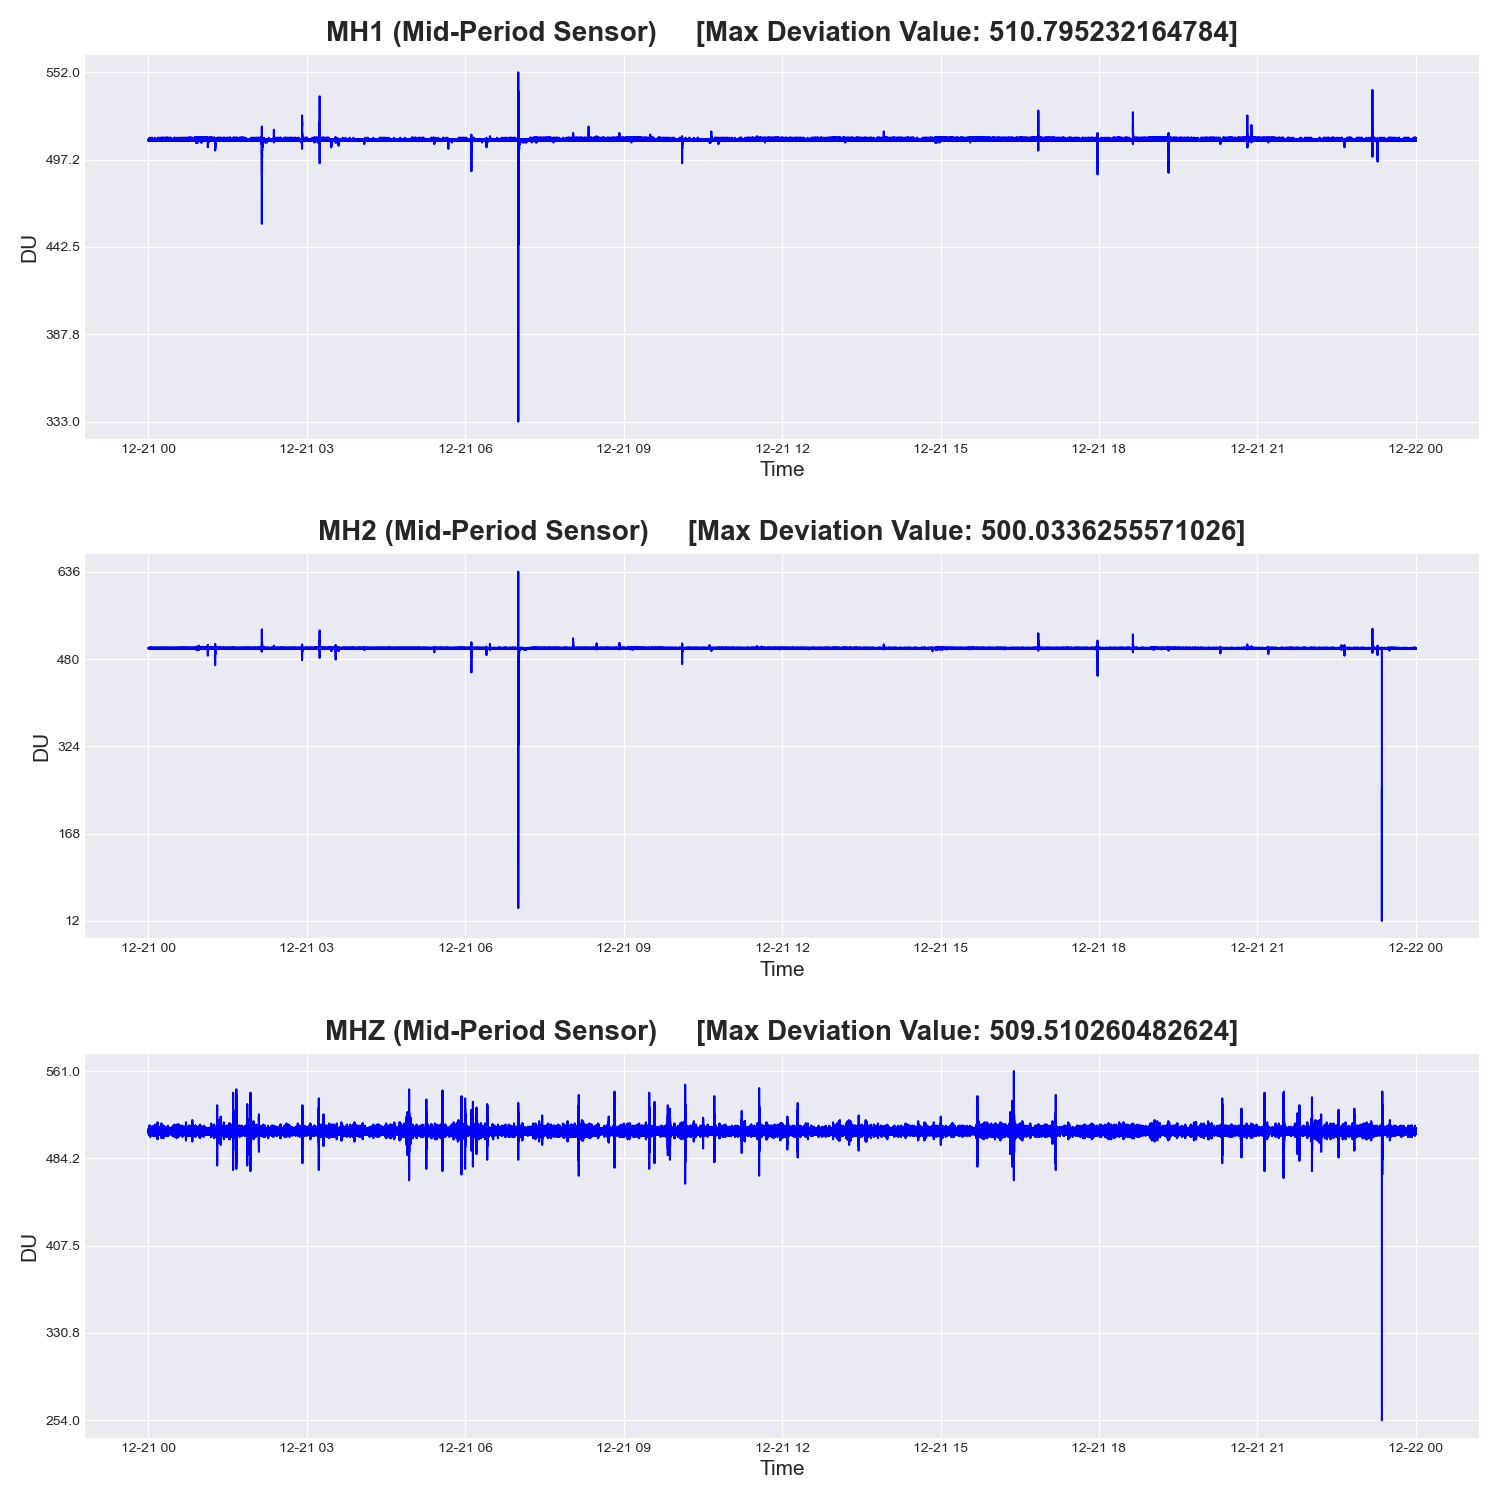 MH1 (Mid-Period Sensor) [Max Deviation Value: 510.795232164784]
552.0
497.2
442.5
387.8
333.0
DU
12-21 00 12-21 03 12-21 06 12-21 09 12-21 12 12-21 15 12-21 18 12-21 21 12-22 00
Time
MH2 (Mid-Period Sensor) [Max Deviation Value: 500.0336255571026]
636
480
324
168
12
DU
12-21 00 12-21 03 12-21 06 12-21 09 12-21 12 12-21 15 12-21 18 12-21 21 12-22 00
Time
MHZ (Mid-Period Sensor) [Max Deviation Value: 509.510260482624]
561.0
484.2
407.5
330.8
254.0
DU
12-21 00 12-21 03 12-21 06 12-21 09 12-21 12 12-21 15 12-21 18 12-21 21 12-22 00
Time